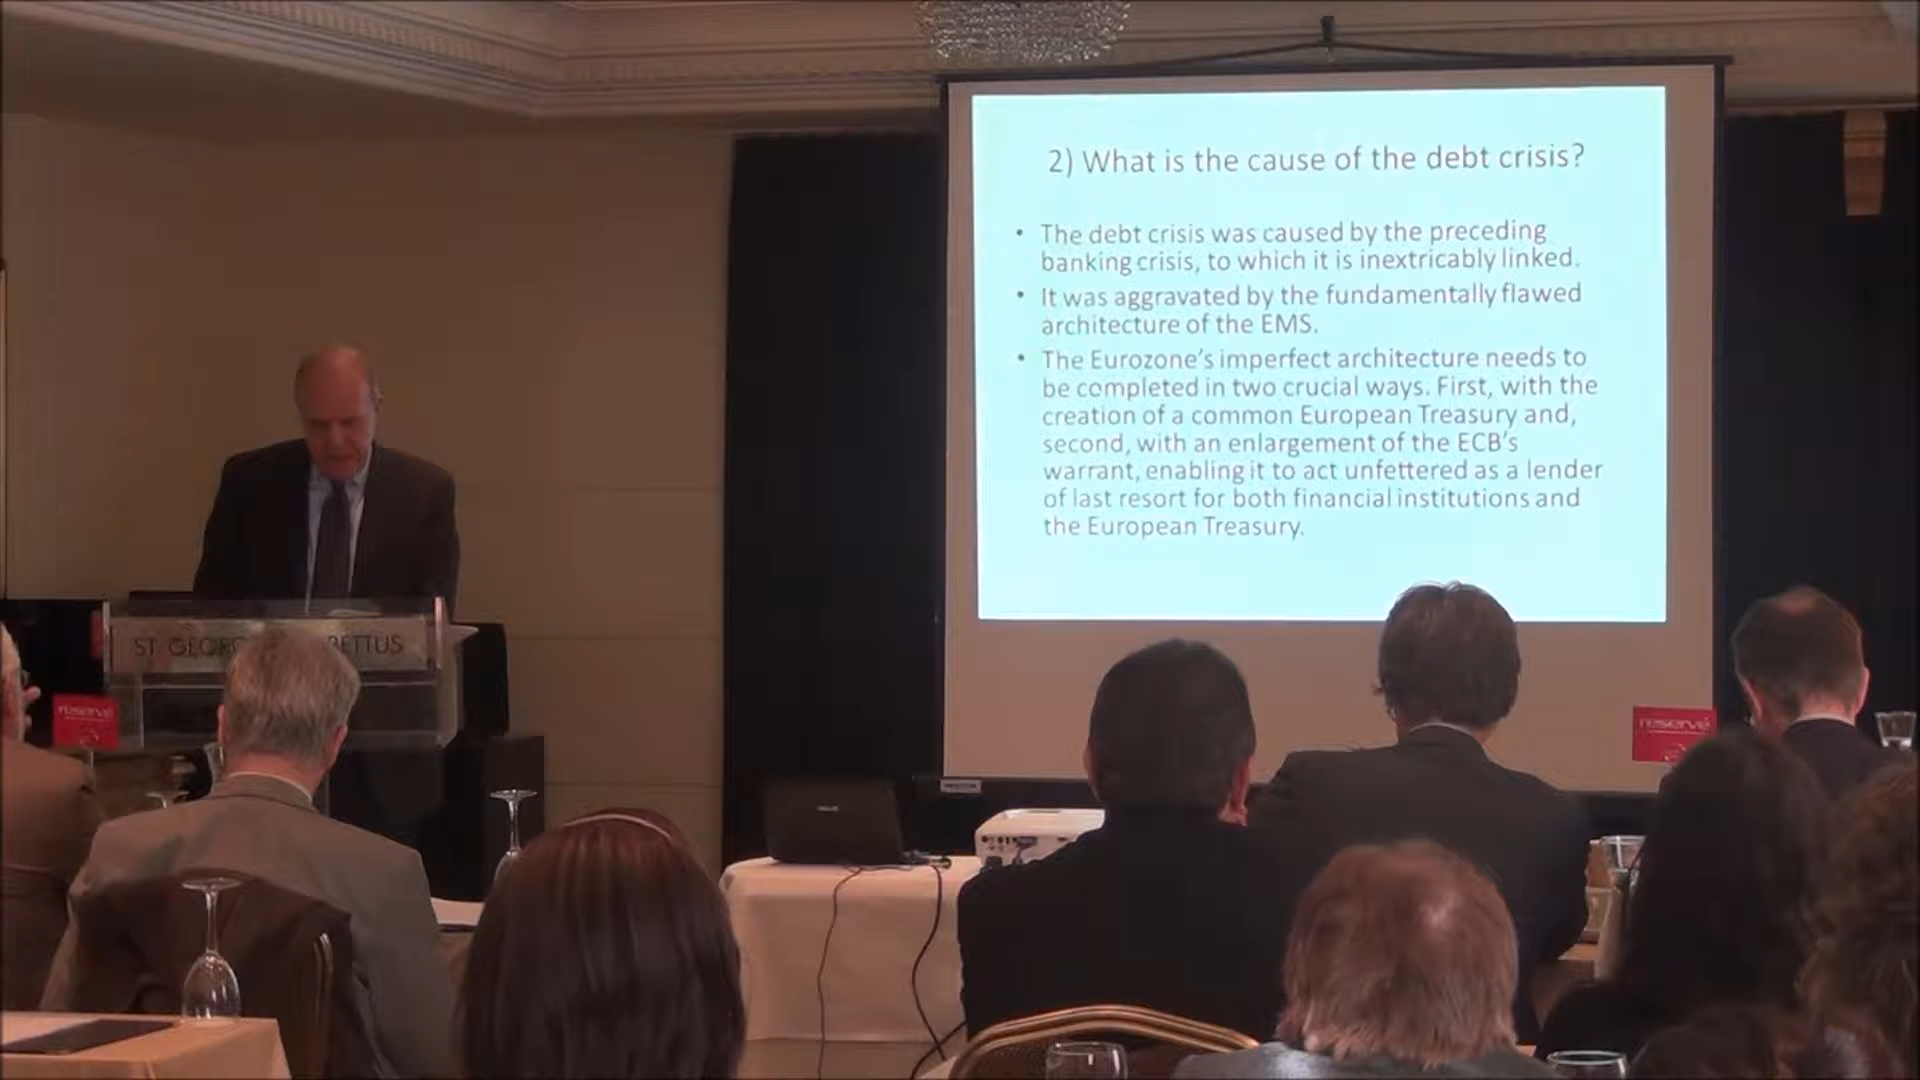 2) What is the cause of the debt crisis?
• The debt crisis was caused by the preceding
banking crisis, to which it is inextricably linked.
• It was aggravated by the fundamentally flawed
architecture of the EMS.
• The Eurozone's imperfect architecture needs to
be completed in two crucial ways. First, with the
creation of a common European Treasury and,
second, with an enlargement of the ECB's
warrant, enabling it to act unfettered as a lender
of last resort for both financial institutions and
the European Treasury.
ST GEOR BETTUS
reservé
reservé